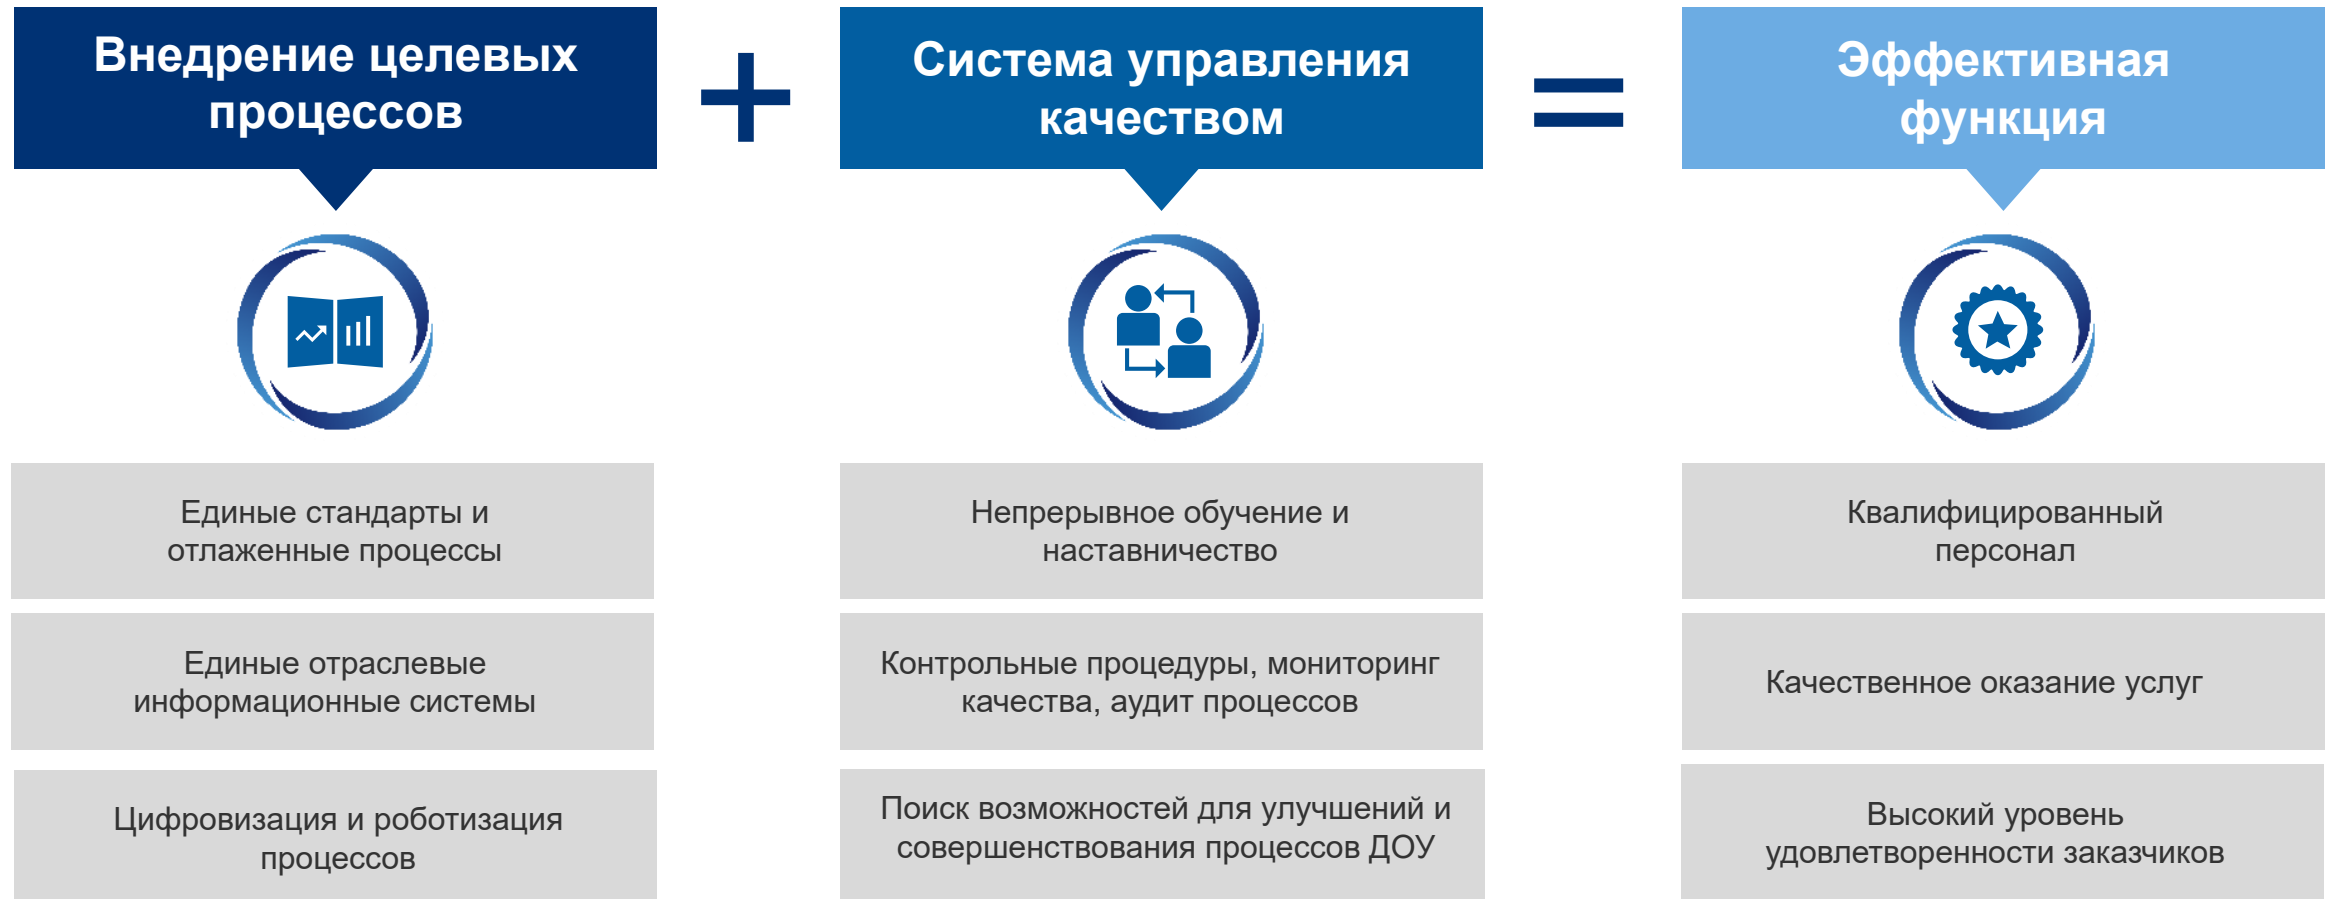 Внедрение целевых
процессов
+
Система управления
качеством
=
Эффективная
функция
Единые стандарты и
отлаженные процессы
Непрерывное обучение и
наставничество
Квалифицированный
персонал
Единые отраслевые
информационные системы
Контрольные процедуры, мониторинг
качества, аудит процессов
Качественное оказание услуг
Цифровизация и роботизация
процессов
Поиск возможностей для улучшений и
совершенствования процессов ДОУ
Высокий уровень
удовлетворенности заказчиков